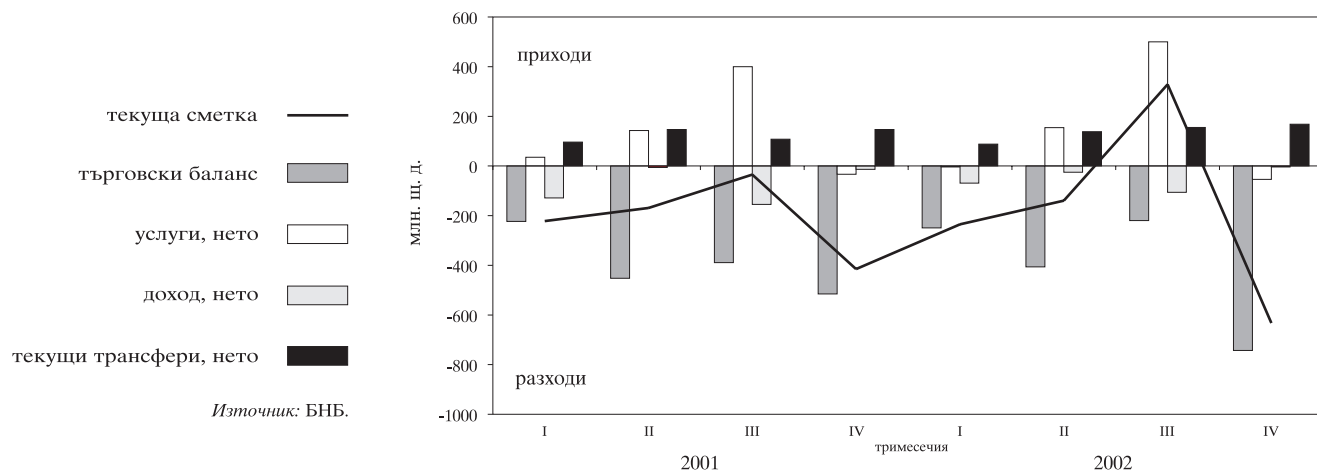 текуща сметка
търговски баланс
услуги, нето
доход, нето
текущи трансфери, нето
Източник: БНБ.
600
400
200
0
-200
-400
-600
-800
-1000
млн. щ. д.
приходи
разходи
I II III IV I II III IV
тримесечия
2001 2002